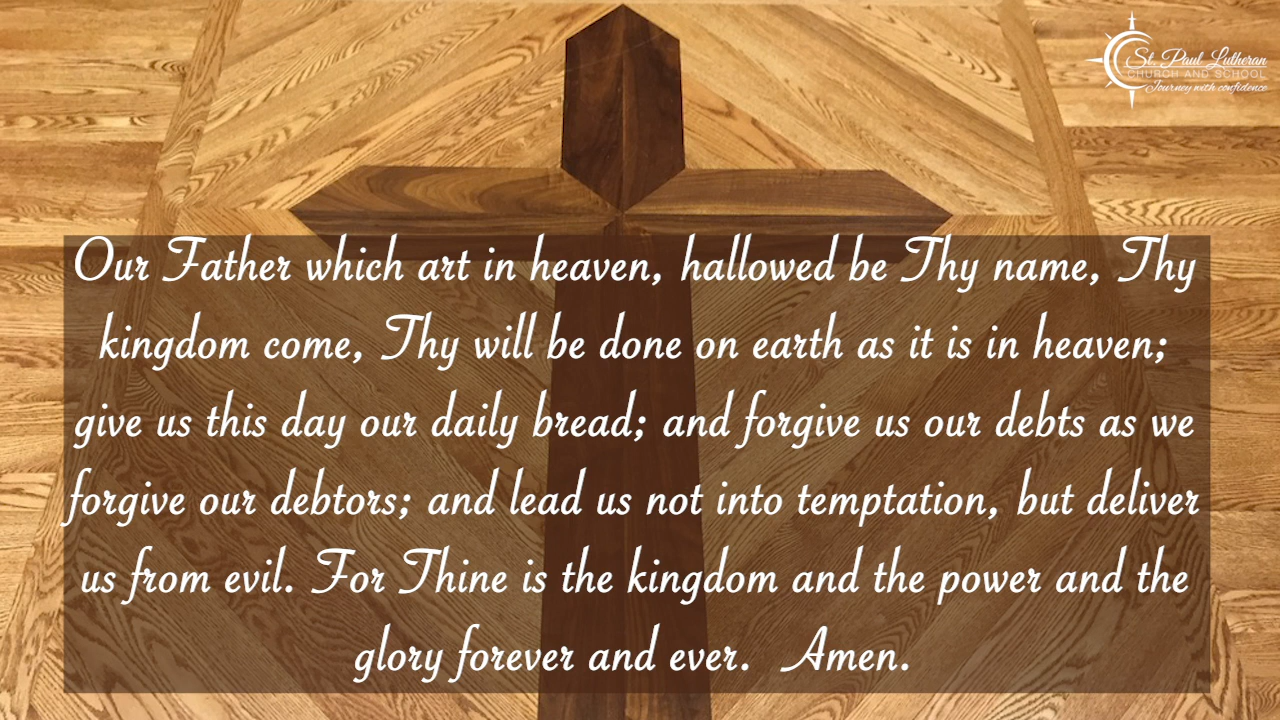 St. Paul Lutheran
CHURCH AND SCHOOL
Journey with confidence
Our Father which art in heaven, hallowed be Thy name, Thy
kingdom come, Thy will be done on earth as it is in heaven;
give us this day our daily bread; and forgive us our debts as we
forgive our debtors; and lead us not into temptation, but deliver
us from evil. For Thine is the kingdom and the power and the
glory forever and ever. Amen.